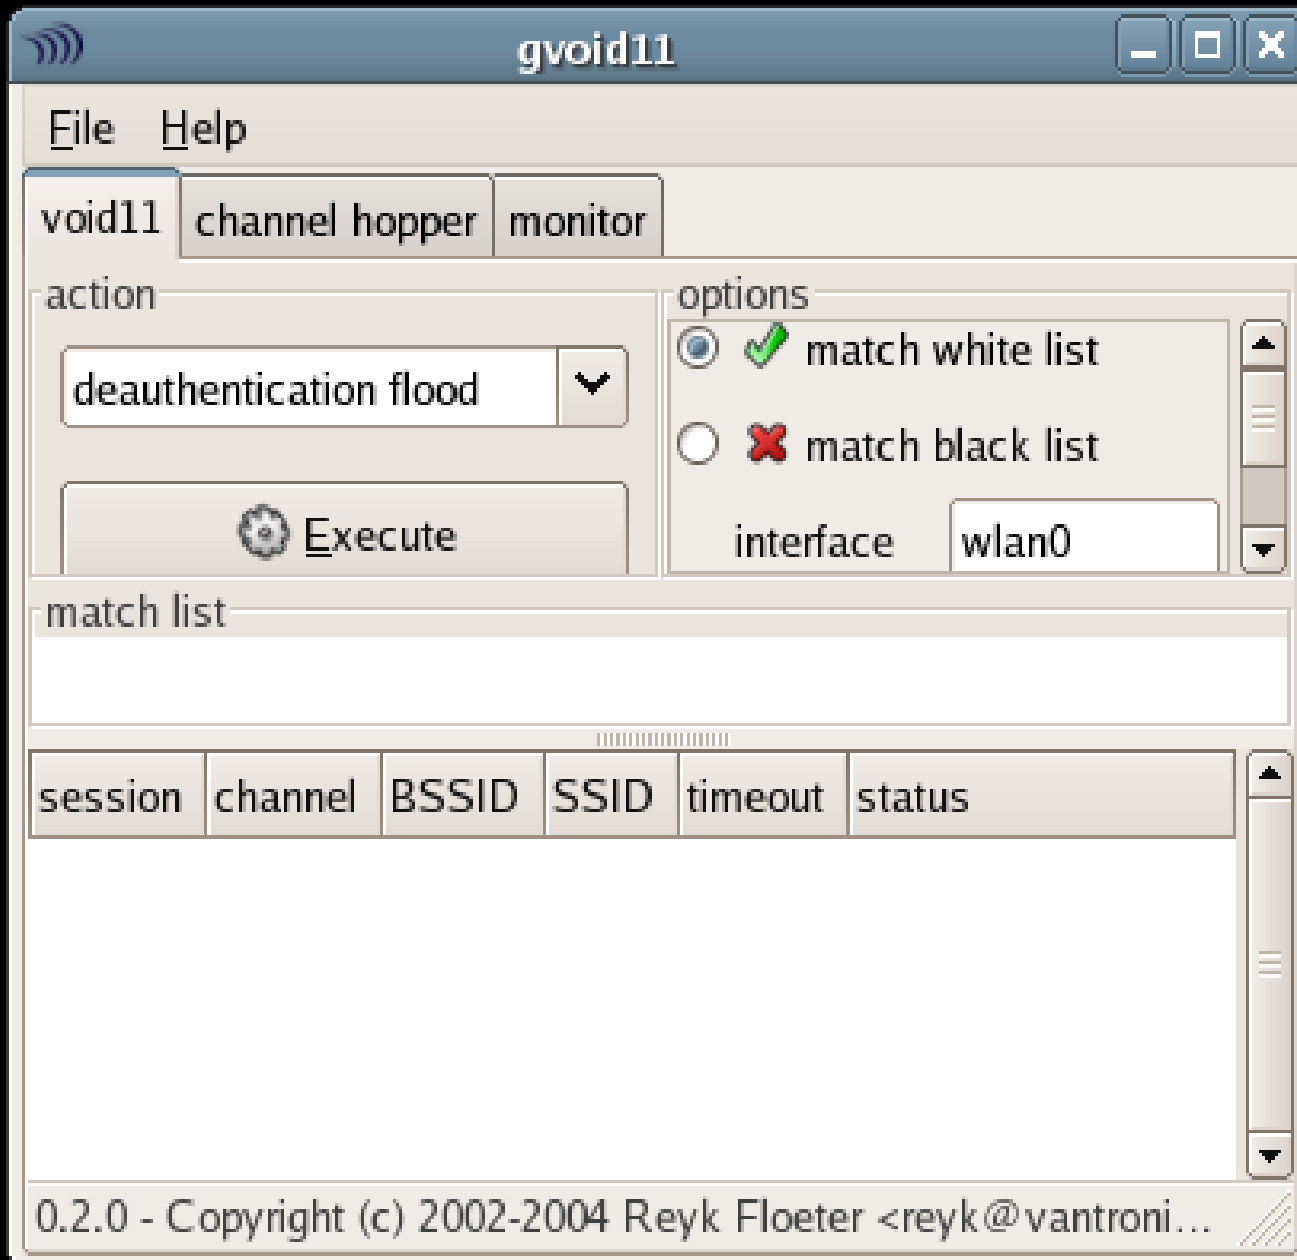 gvoid11
File Help
void11 channel hopper monitor
action
deauthentication flood
Execute
options
match white list
match black list
interface wlan0
match list
session channel BSSID SSID timeout status
0.2.0 - Copyright (c) 2002-2004 Reyk Floeter <reyk@vantroni...